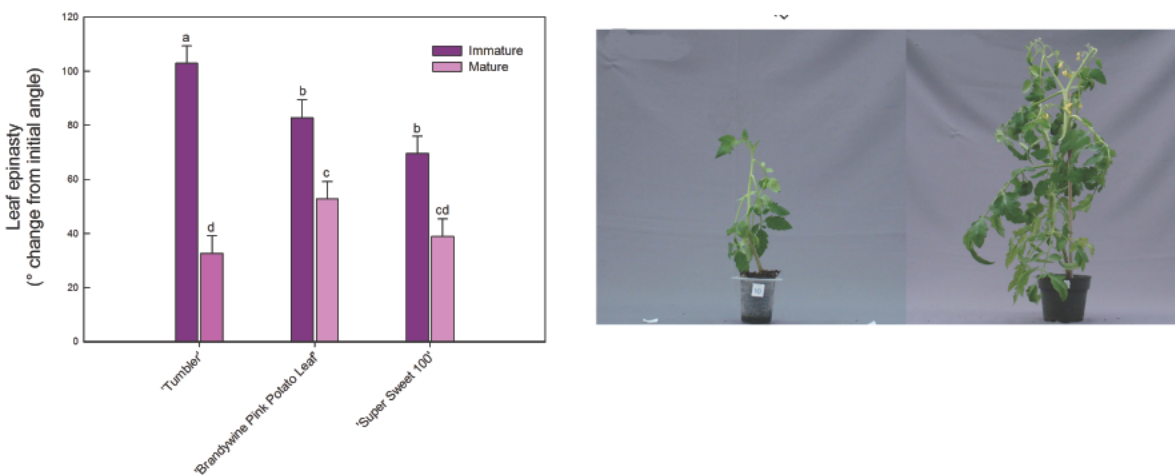 120
100
80
60
40
20
0
Leaf epinasty
(° change from initial angle)
Immature
Mature
a
d
b
c
b
cd
'Tumbler'
'Brandywine Pink Potato Leaf'
'Super Sweet 100'